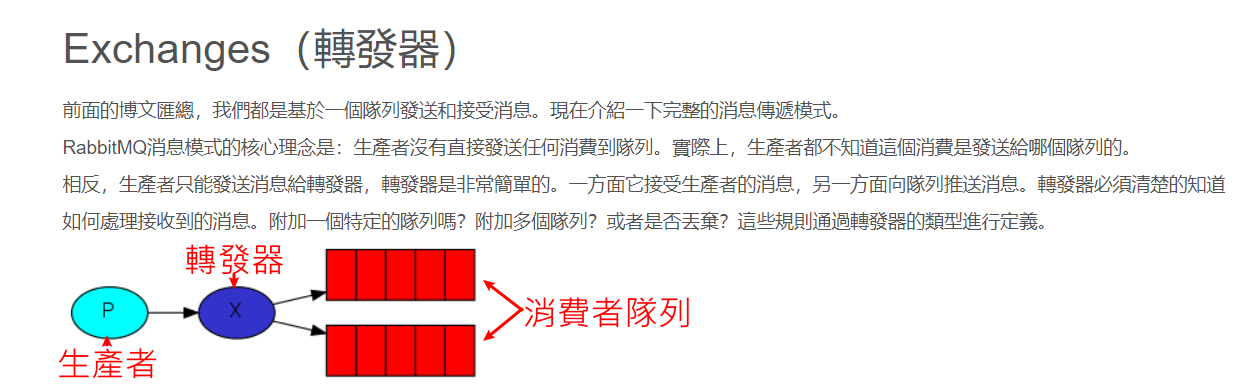 Exchanges（轉發器）
前面的博文匯總，我們都是基於一個隊列發送和接受消息。現在介紹一下完整的消息傳遞模式。
RabbitMQ消息模式的核心理念是：生產者沒有直接發送任何消費到隊列。實際上，生產者都不知道這個消費是發送給哪個隊列的。
相反，生產者只能發送消息給轉發器，轉發器是非常簡單的。一方面它接受生產者的消息，另一方面向隊列推送消息。轉發器必須清楚的知道
如何處理接收到的消息。附加一個特定的隊列嗎？附加多個隊列？或者是否丟棄？這些規則通過轉發器的類型進行定義。
轉發器
P
X
消費者隊列
生產者